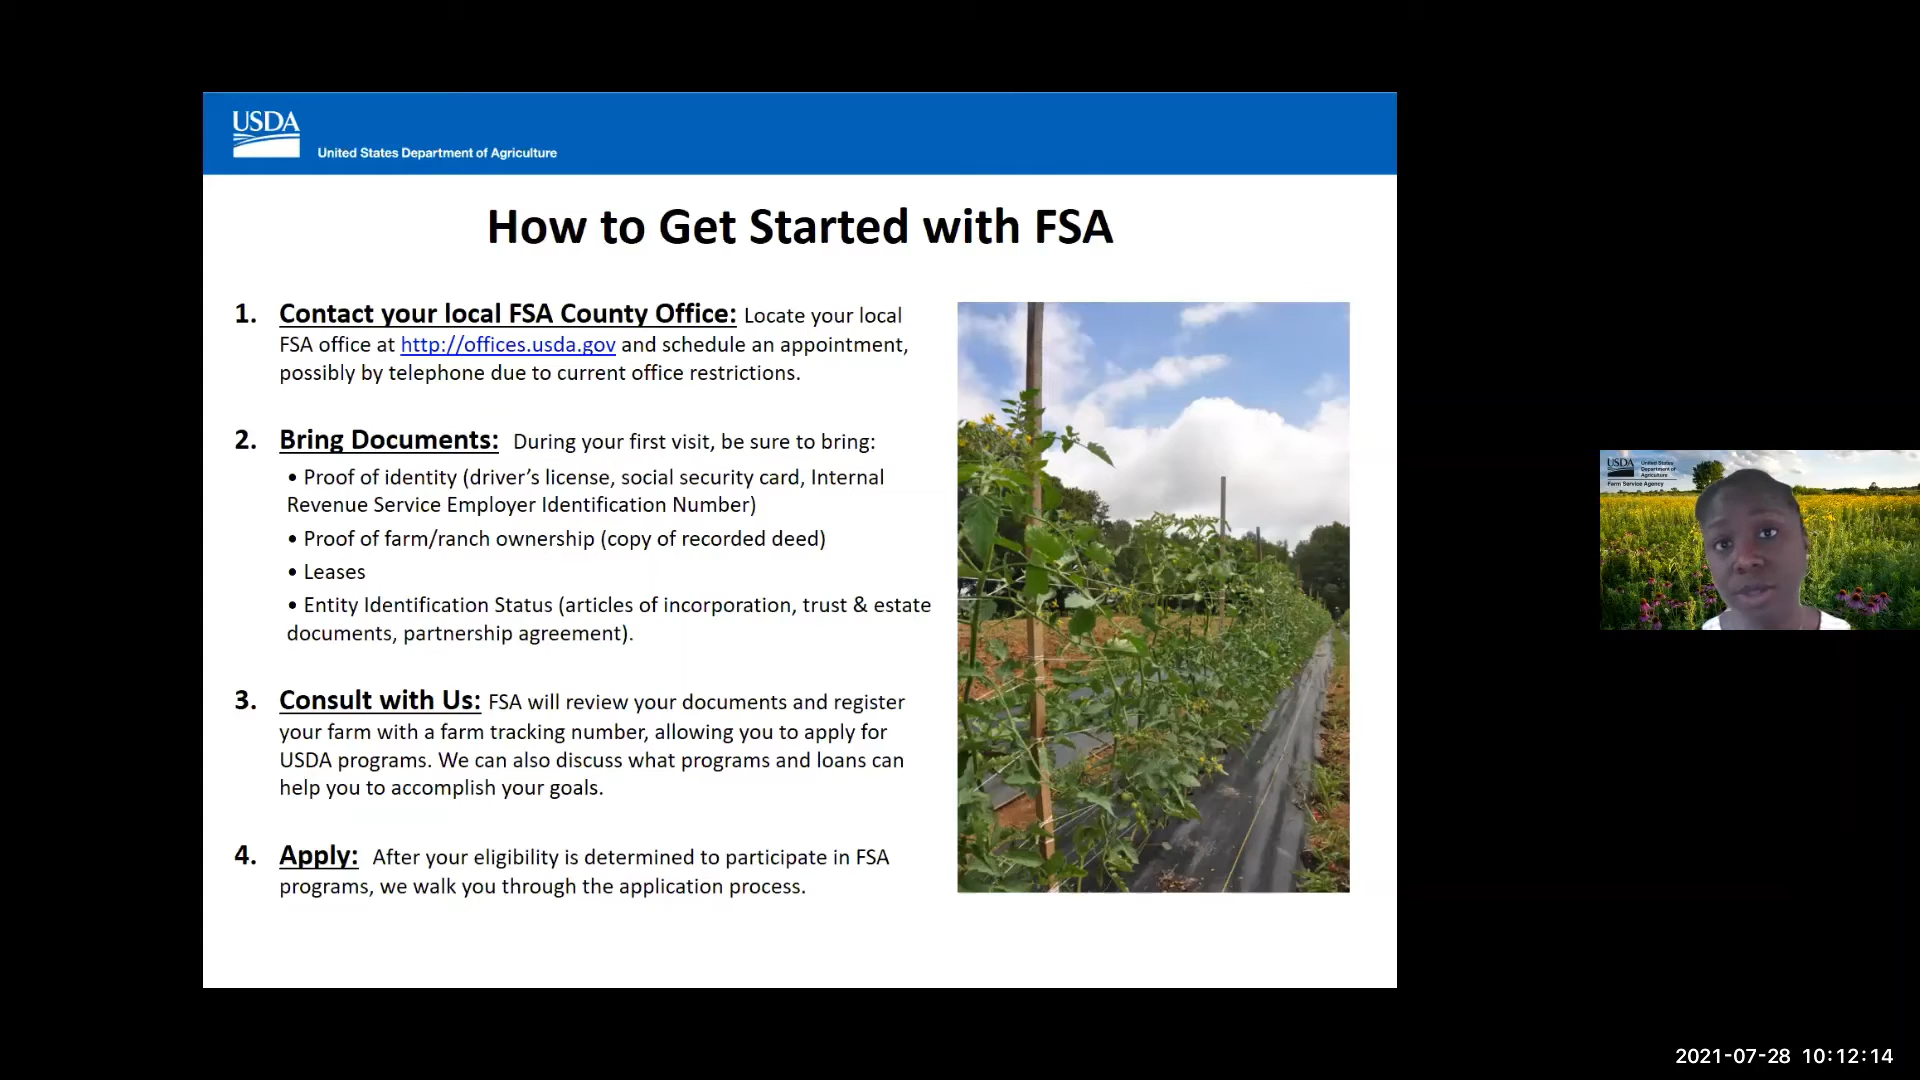 USDA
United States Department of Agriculture
How to Get Started with FSA
1. Contact your local FSA County Office: Locate your local
FSA office at http://offices.usda.gov and schedule an appointment,
possibly by telephone due to current office restrictions.
2. Bring Documents: During your first visit, be sure to bring:
• Proof of identity (driver’s license, social security card, Internal
Revenue Service Employer Identification Number)
• Proof of farm/ranch ownership (copy of recorded deed)
• Leases
• Entity Identification Status (articles of incorporation, trust & estate
documents, partnership agreement).
3. Consult with Us: FSA will review your documents and register
your farm with a farm tracking number, allowing you to apply for
USDA programs. We can also discuss what programs and loans can
help you to accomplish your goals.
4. Apply: After your eligibility is determined to participate in FSA
programs, we walk you through the application process.
USDA
United States
Department of
Agriculture
Farm Service Agency
2021-07-28 10:12:14